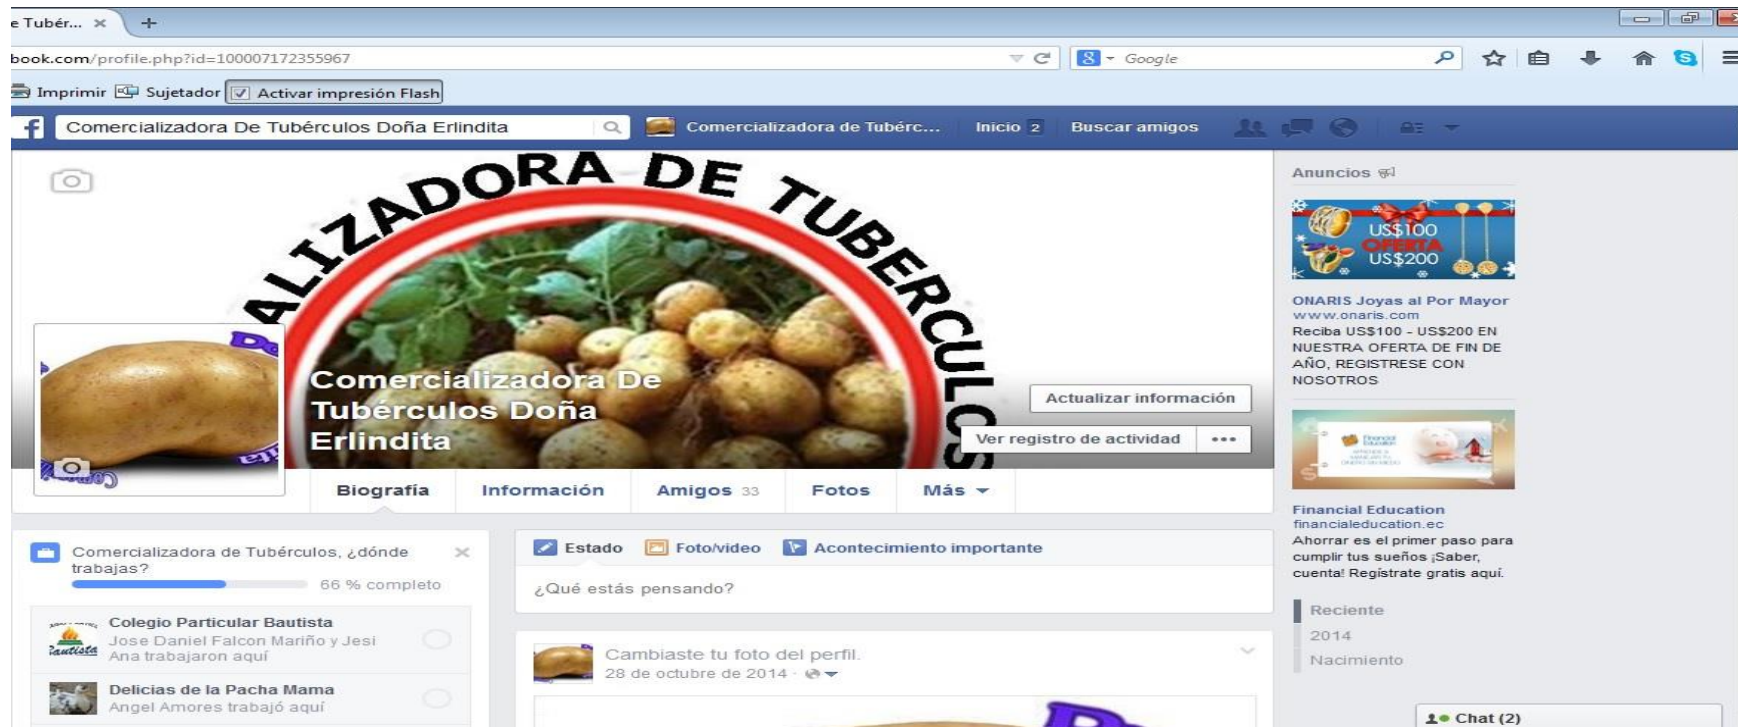 e Tubér... × +
book.com/profile.php?id=100007172355967
Google
Imprimir Sujetador Activar impresión Flash
f Comercializadora De Tubérculos Doña Erlindita
Comercializadora de Tubérc... Inicio 2 Buscar amigos
ALIZADORA DE TUBERCULOS
Comercializadora De
Tubérculos Doña
Erlindita
Actualizar información
Ver registro de actividad ...
Biografía Información Amigos 33 Fotos Más
Comercializadora de Tubérculos, ¿dónde
trabajas?
66 % completo
Colegio Particular Bautista
Jose Daniel Falcon Mariño y Jesi
Ana trabajaron aquí
Bautista
Delicias de la Pacha Mama
Angel Amores trabajó aquí
Estado Foto/video Acontecimiento importante
¿Qué estás pensando?
Cambiaste tu foto del perfil.
28 de octubre de 2014 ·
Anuncios
US$100
OFERTA
US$200
ONARIS Joyas al Por Mayor
www.onaris.com
Reciba US$100 - US$200 EN
NUESTRA OFERTA DE FIN DE
AÑO, REGISTRESE CON
NOSOTROS
Financial
Education
Financial Education
financialeducation.ec
Ahorrar es el primer paso para
cumplir tus sueños ¡Saber,
cuenta! Regístrate gratis aquí.
Reciente
2014
Nacimiento
Chat (2)